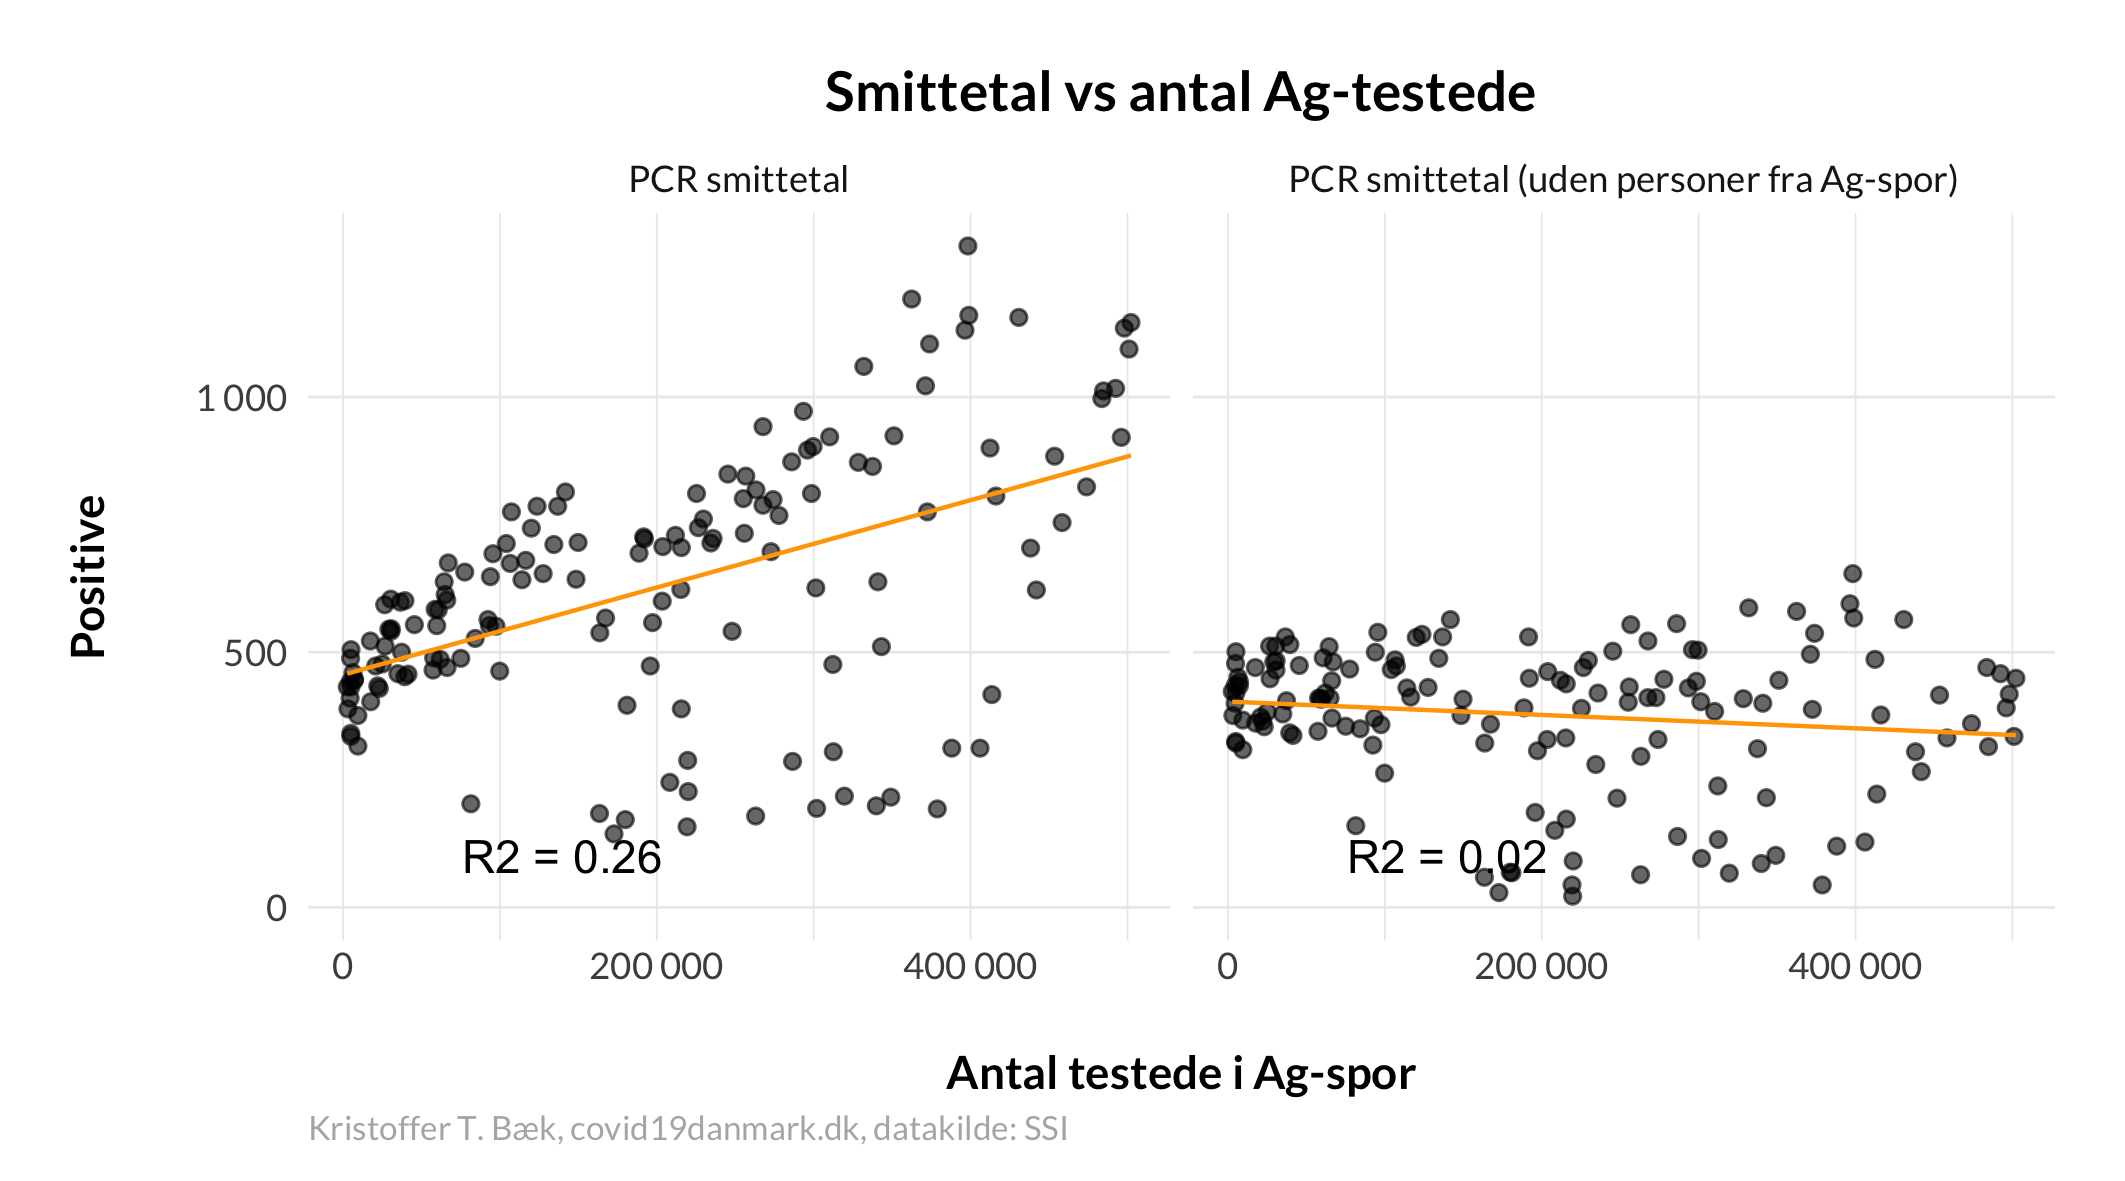 Smittetal vs antal Ag-testede
PCR smittetal
PCR smittetal (uden personer fra Ag-spor)
Positive
1 000
500
0
R2 = 0.26
R2 = 0.02
0
200 000
400 000
0
200 000
400 000
Antal testede i Ag-spor
Kristoffer T. Bæk, covid19danmark.dk, datakilde: SSI